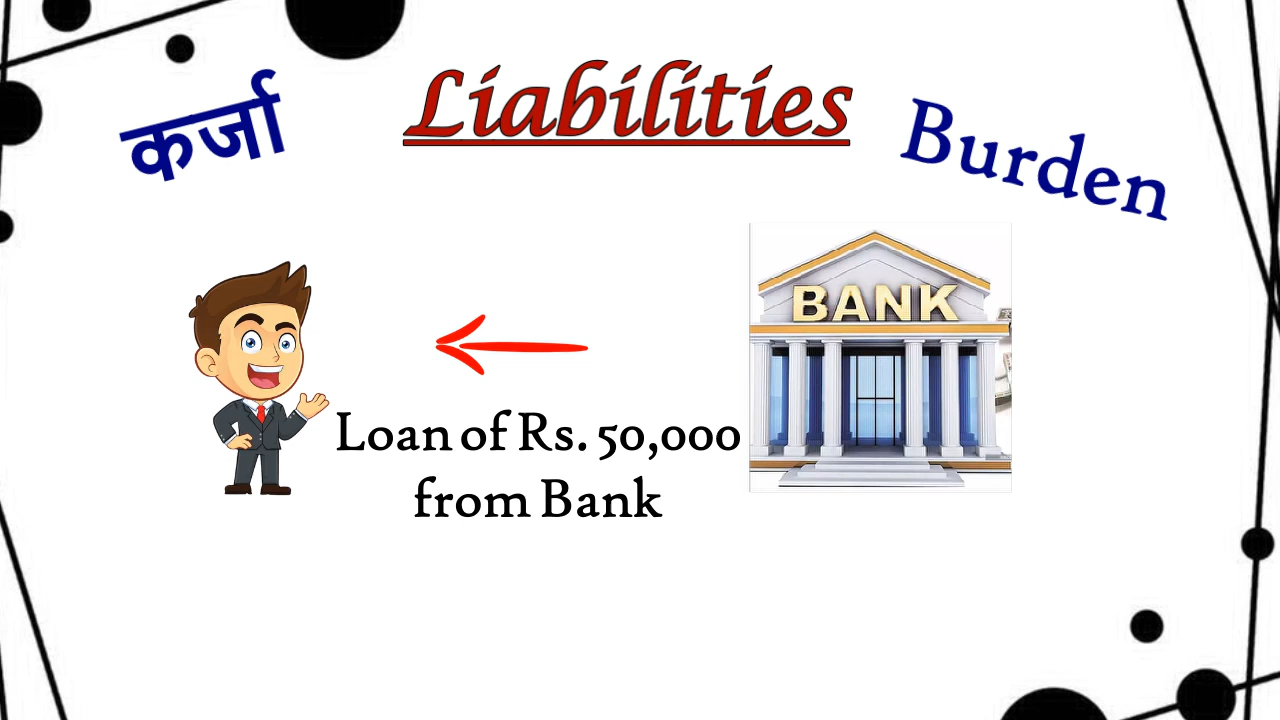 कर्जा
Liabilities
Burden
BANK
Loan of Rs. 50,000
from Bank